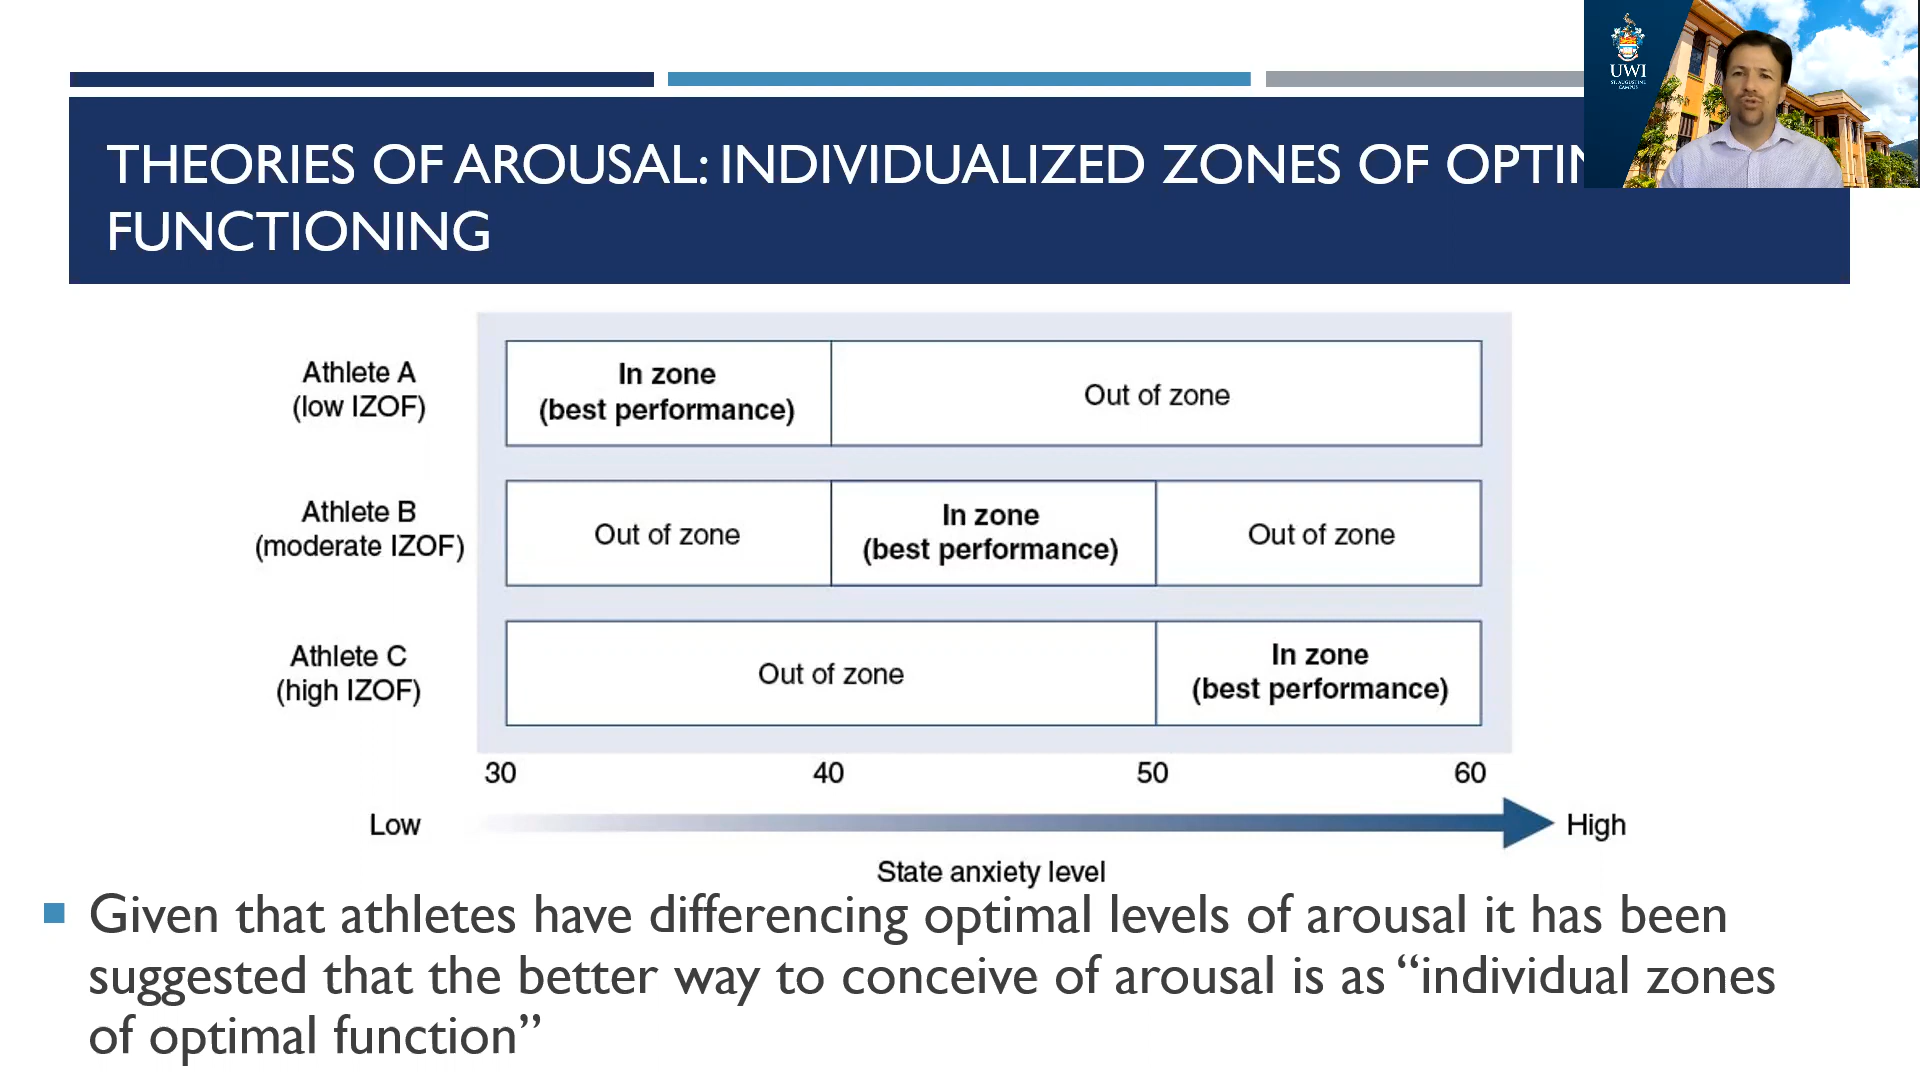 UWI
ST. AUGUSTINE
CAMPUS
THEORIES OF AROUSAL: INDIVIDUALIZED ZONES OF
FUNCTIONING
Athlete A
(low IZOF)
In zone
(best performance)
Out of zone
Athlete B
(moderate IZOF)
Out of zone
In zone
(best performance)
Out of zone
Athlete C
(high IZOF)
Out of zone
In zone
(best performance)
30 40 50 60
Low High
State anxiety level
Given that athletes have differencing optimal levels of arousal it has been
suggested that the better way to conceive of arousal is as “individual zones
of optimal function”